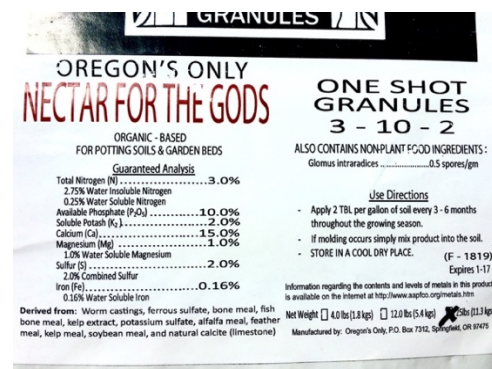 GRANULES
OREGON'S ONLY
NECTAR FOR THE GODS
ORGANIC - BASED
FOR POTTING SOILS & GARDEN BEDS
Guaranteed Analysis
Total Nitrogen (N)..........................3.0%
2.75% Water Insoluble Nitrogen
0.25% Water Soluble Nitrogen
Available Phosphate (P₂O₅)...............10.0%
Soluble Potash (K₂)..........................2.0%
Calcium (Ca)....................................15.0%
Magnesium (Mg)..............................1.0%
1.0% Water Soluble Magnesium
Sulfur (S)..........................................2.0%
2.0% Combined Sulfur
Iron (Fe)............................................0.16%
0.16% Water Soluble Iron
Derived from: Worm castings, ferrous sulfate, bone meal, fish
bone meal, kelp extract, potassium sulfate, alfalfa meal, feather
meal, kelp meal, soybean meal, and natural calcite (limestone)
ONE SHOT
GRANULES
3 - 10 - 2
ALSO CONTAINS NON-PLANT FOOD INGREDIENTS :
Glomus intraradices .......................0.5 spores/gm
Use Directions
- Apply 2 TBL per gallon of soil every 3 - 6 months
throughout the growing season.
- If molding occurs simply mix product into the soil.
- STORE IN A COOL DRY PLACE.
(F - 1819)
Expires 1-17
Information regarding the contents and levels of metals in this product
is available on the internet at http://www.aapfco.org/metals.htm
Net Weight 4.0 lbs (1.8 kgs) 12.0 lbs (5.4 kgs) 25lbs (11.3 kgs
Manufactured by: Oregon's Only, P.O. Box 7312, Springfield, OR 97475